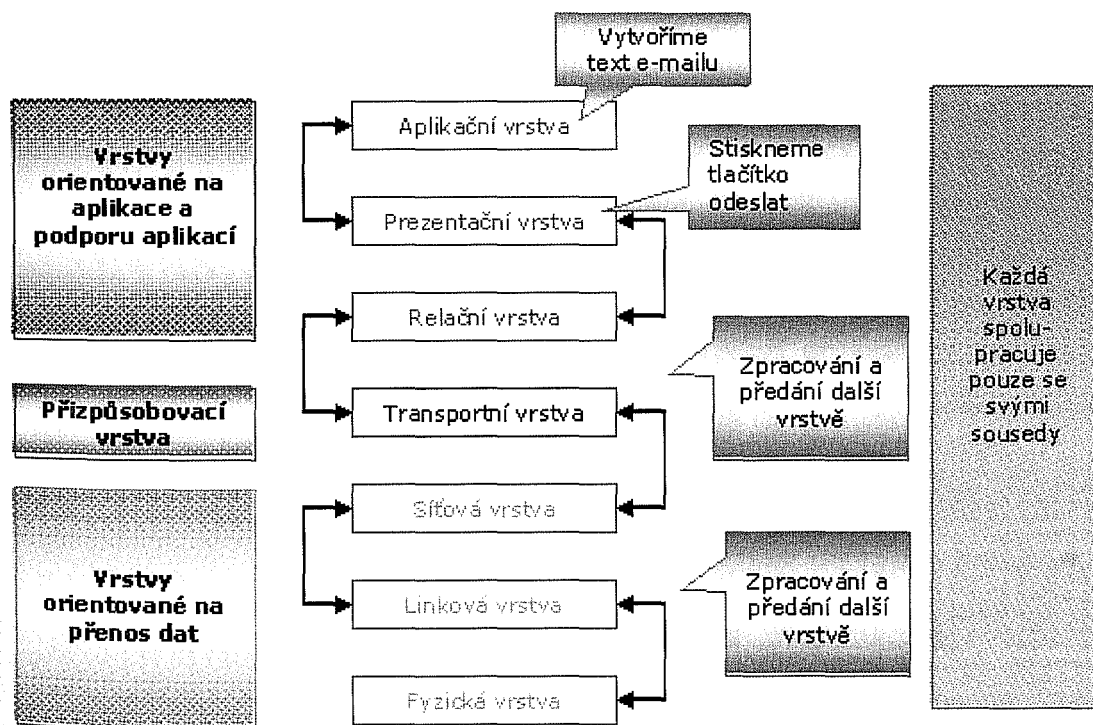 Vytvoříme
text e-mailu
Vrstvy
orientované na
aplikace a
podporu aplikací
Aplikační vrstva
Stiskneme
tlačítko
odeslat
Prezentační vrstva
Relační vrstva
Každá
vrstva
spolu-
pracuje
pouze se
svými
sousedy
Přizpůsobovací
vrstva
Transportní vrstva
Zpracování a
předání další
vrstvě
Síťová vrstva
Vrstvy
orientované na
přenos dat
Linková vrstva
Zpracování a
předání další
vrstvě
Fyzická vrstva